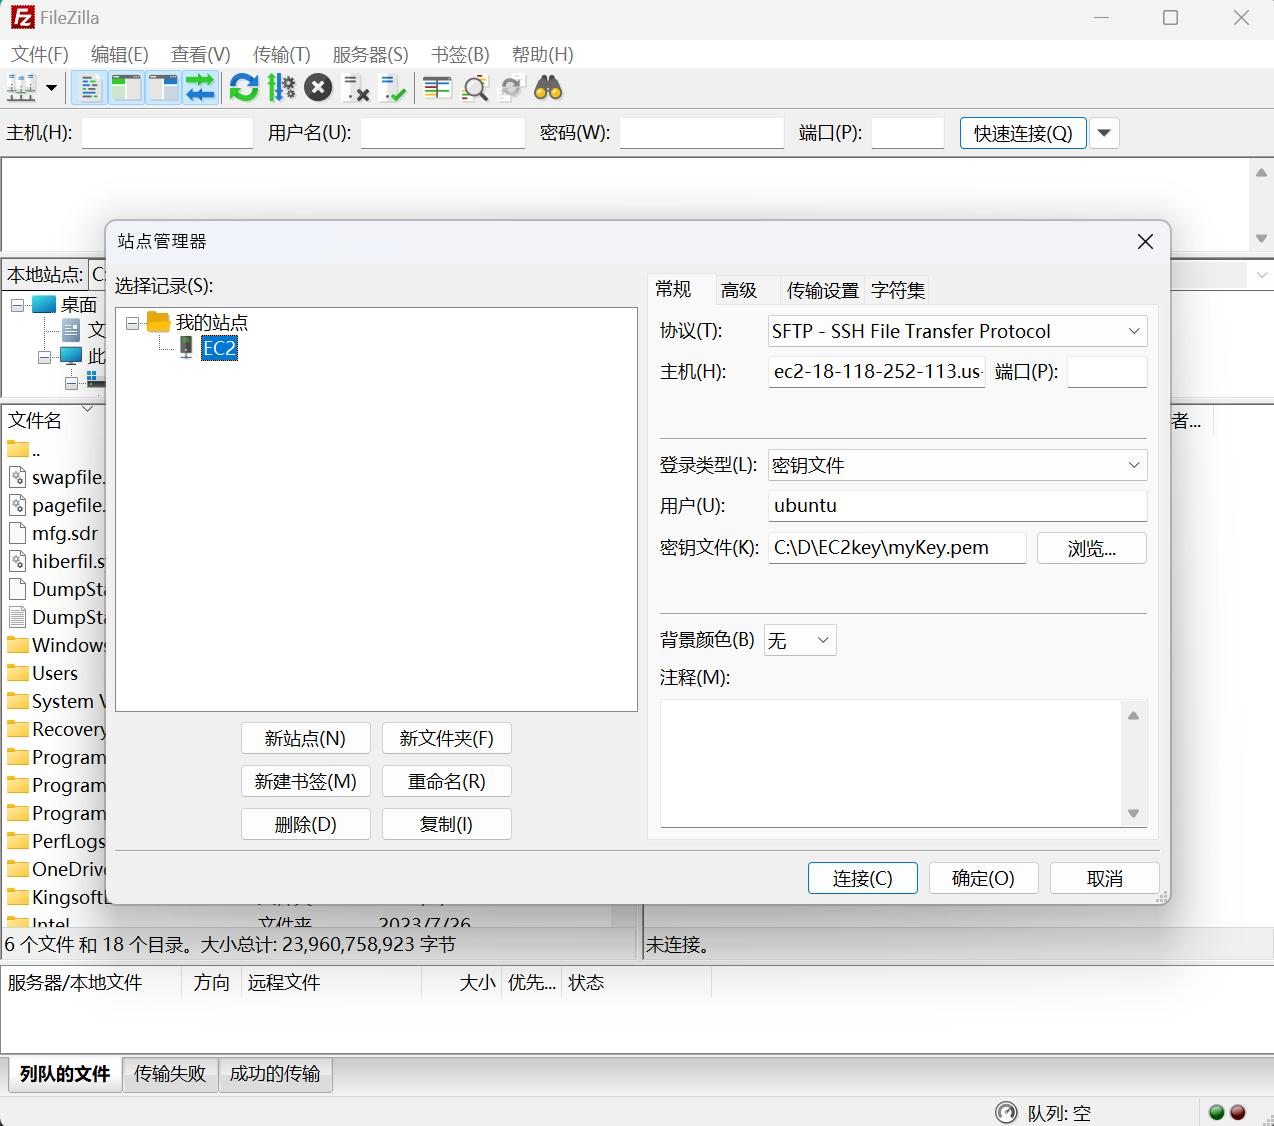 FileZilla
文件(F) 编辑(E) 查看(V) 传输(T) 服务器(S) 书签(B) 帮助(H)
主机(H): 用户名(U): 密码(W): 端口(P): 快速连接(Q)
站点管理器
本地站点: C:
选择记录(S):
我的站点
EC2
新站点(N) 新文件夹(F)
新建书签(M) 重命名(R)
删除(D) 复制(I)
常规 高级 传输设置 字符集
协议(T): SFTP - SSH File Transfer Protocol
主机(H): ec2-18-118-252-113.us- 端口(P):
登录类型(L): 密钥文件
用户(U): ubuntu
密钥文件(K): C:\D\EC2key\myKey.pem 浏览...
背景颜色(B) 无
注释(M):
连接(C) 确定(O) 取消
桌面
文
此
文件名
..
swapfile.
pagefile.
mfg.sdr
hiberfil.s
DumpSta
DumpSta
Windows
Users
System V
Recovery
Program
Program
Program
PerfLogs
OneDrive
Kingsoft
Intel 文件夹 2023/7/26
者...
6 个文件 和 18 个目录。大小总计: 23,960,758,923 字节
未连接。
服务器/本地文件 方向 远程文件 大小 优先... 状态
列队的文件 传输失败 成功的传输
队列: 空